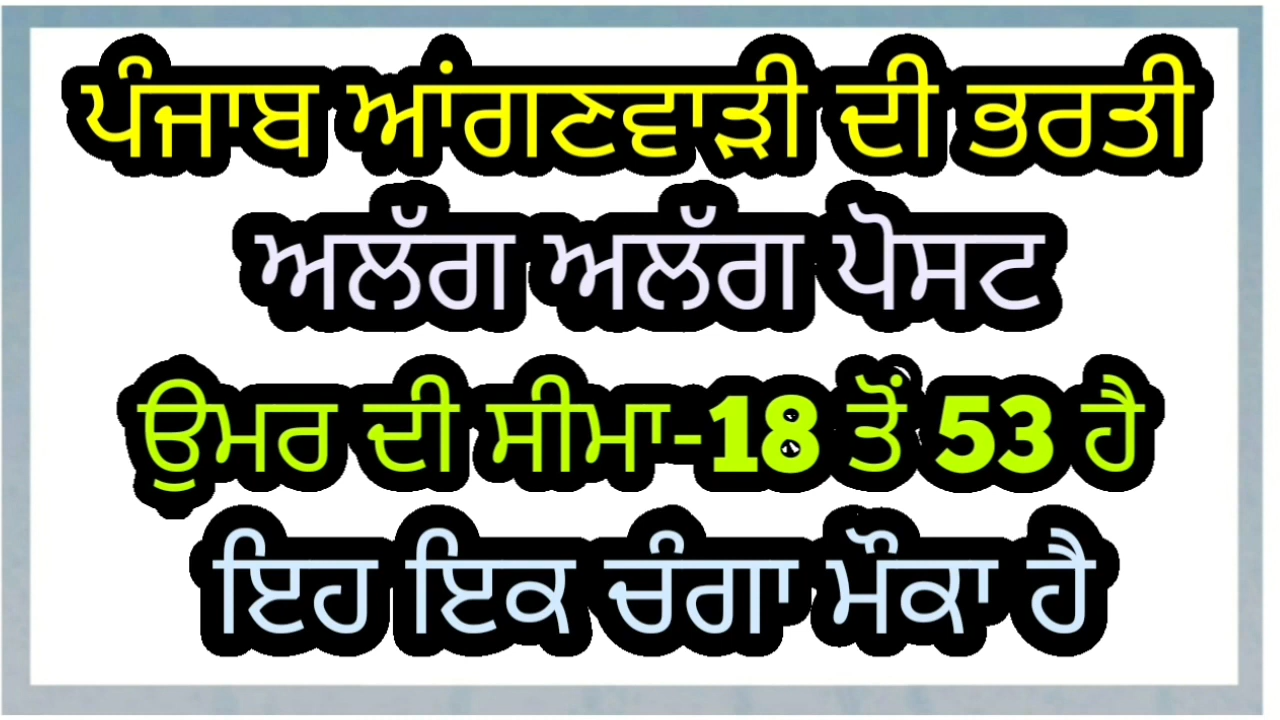 ਪੰਜਾਬ ਆਂਗਣਵਾੜੀ ਦੀ ਭਰਤੀ
ਅਲੱਗ ਅਲੱਗ ਪੋਸਟ
ਉਮਰ ਦੀ ਸੀਮਾ-18 ਤੋਂ 53 ਹੈ
ਇਹ ਇਕ ਚੰਗਾ ਮੌਕਾ ਹੈ